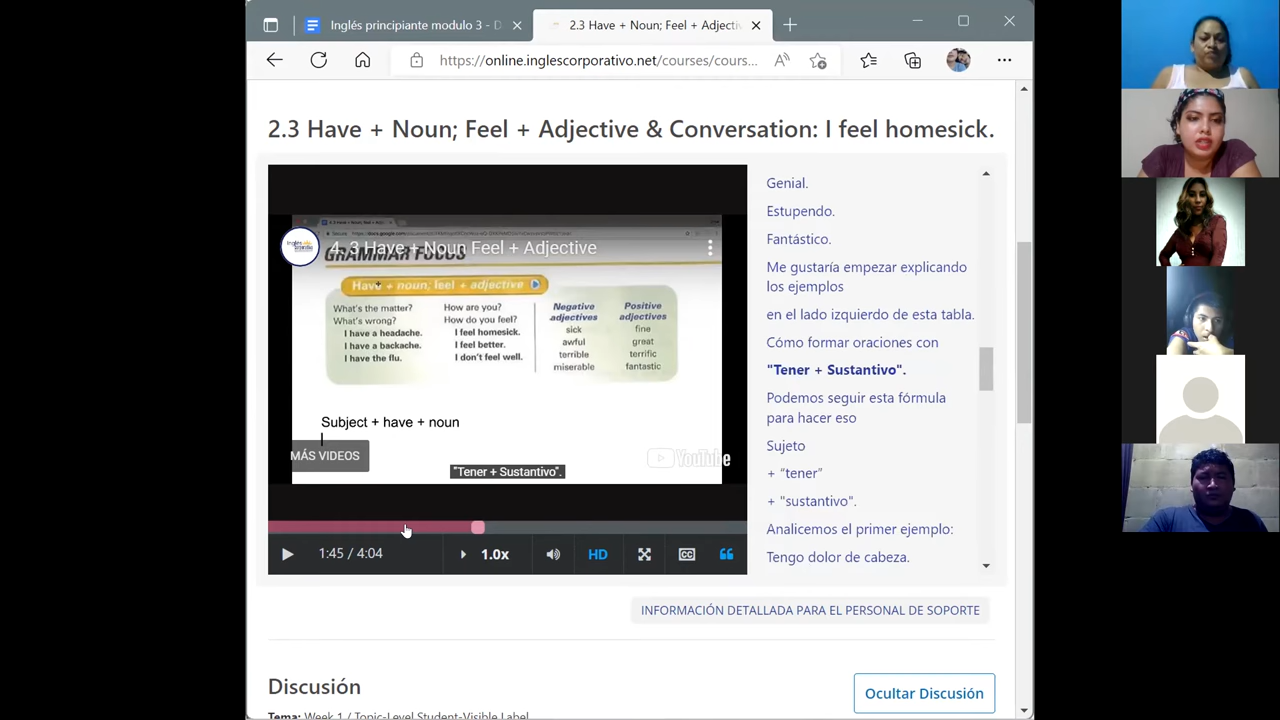 Inglés principiante modulo 3 - D
2.3 Have + Noun; Feel + Adjectiv
https://online.inglescorporativo.net/courses/cours...
2.3 Have + Noun; Feel + Adjective & Conversation: I feel homesick.
4. 3 Have + Noun Feel + Adjective
GRAMMAR FOCUS
Have + noun; feel + adjective
What's the matter?
What's wrong?
I have a headache.
I have a backache.
I have the flu.
How are you?
How do you feel?
I feel homesick.
I feel better.
I don't feel well.
Negative
adjectives
sick
awful
terrible
miserable
Positive
adjectives
fine
great
terrific
fantastic
Subject + have + noun
MÁS VIDEOS
"Tener + Sustantivo".
YouTube
1:45 / 4:04
1.0x
HD
CC
Genial.
Estupendo.
Fantástico.
Me gustaría empezar explicando
los ejemplos
en el lado izquierdo de esta tabla.
Cómo formar oraciones con
"Tener + Sustantivo".
Podemos seguir esta fórmula
para hacer eso
Sujeto
+ “tener”
+ "sustantivo".
Analicemos el primer ejemplo:
Tengo dolor de cabeza.
INFORMACIÓN DETALLADA PARA EL PERSONAL DE SOPORTE
Discusión
Ocultar Discusión
Tema: Week 1 / Topic-Level Student-Visible Label